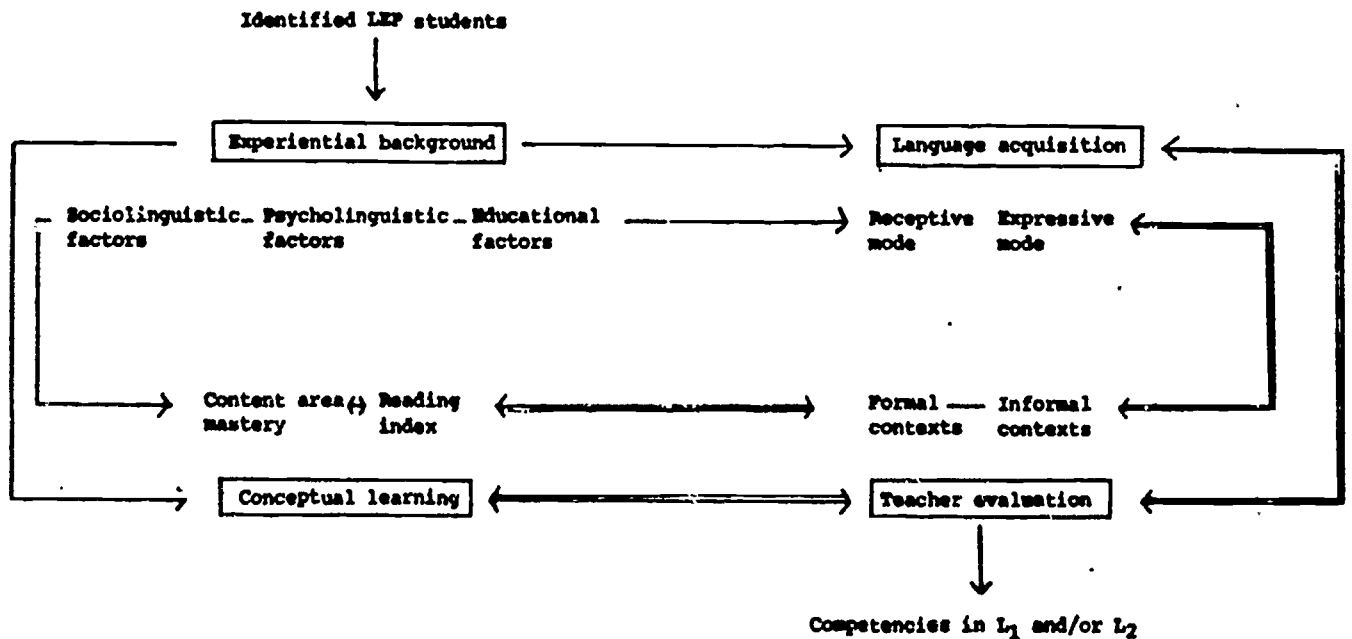 Identified LEP students
Experiential background
Language acquisition
Sociolinguistic Psycholinguistic Educational
factors factors factors
Receptive Expressive
mode mode
Content area Reading
mastery index
Formal Informal
contexts contexts
Conceptual learning
Teacher evaluation
Competencies in L1 and/or L2